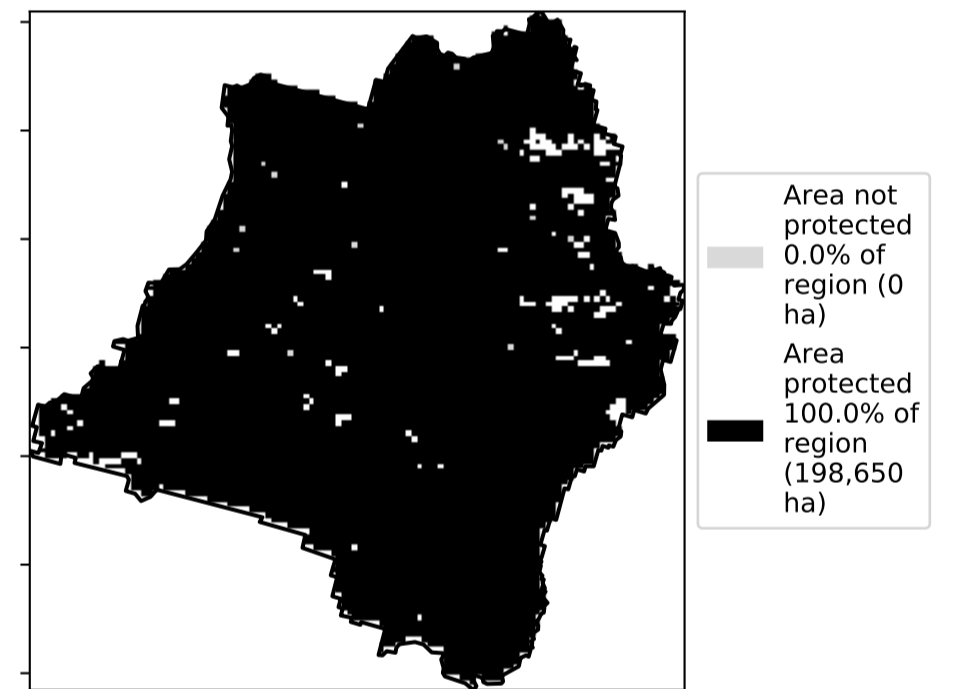 Area not
protected
0.0% of
region (0
ha)
Area
protected
100.0% of
region
(198,650
ha)